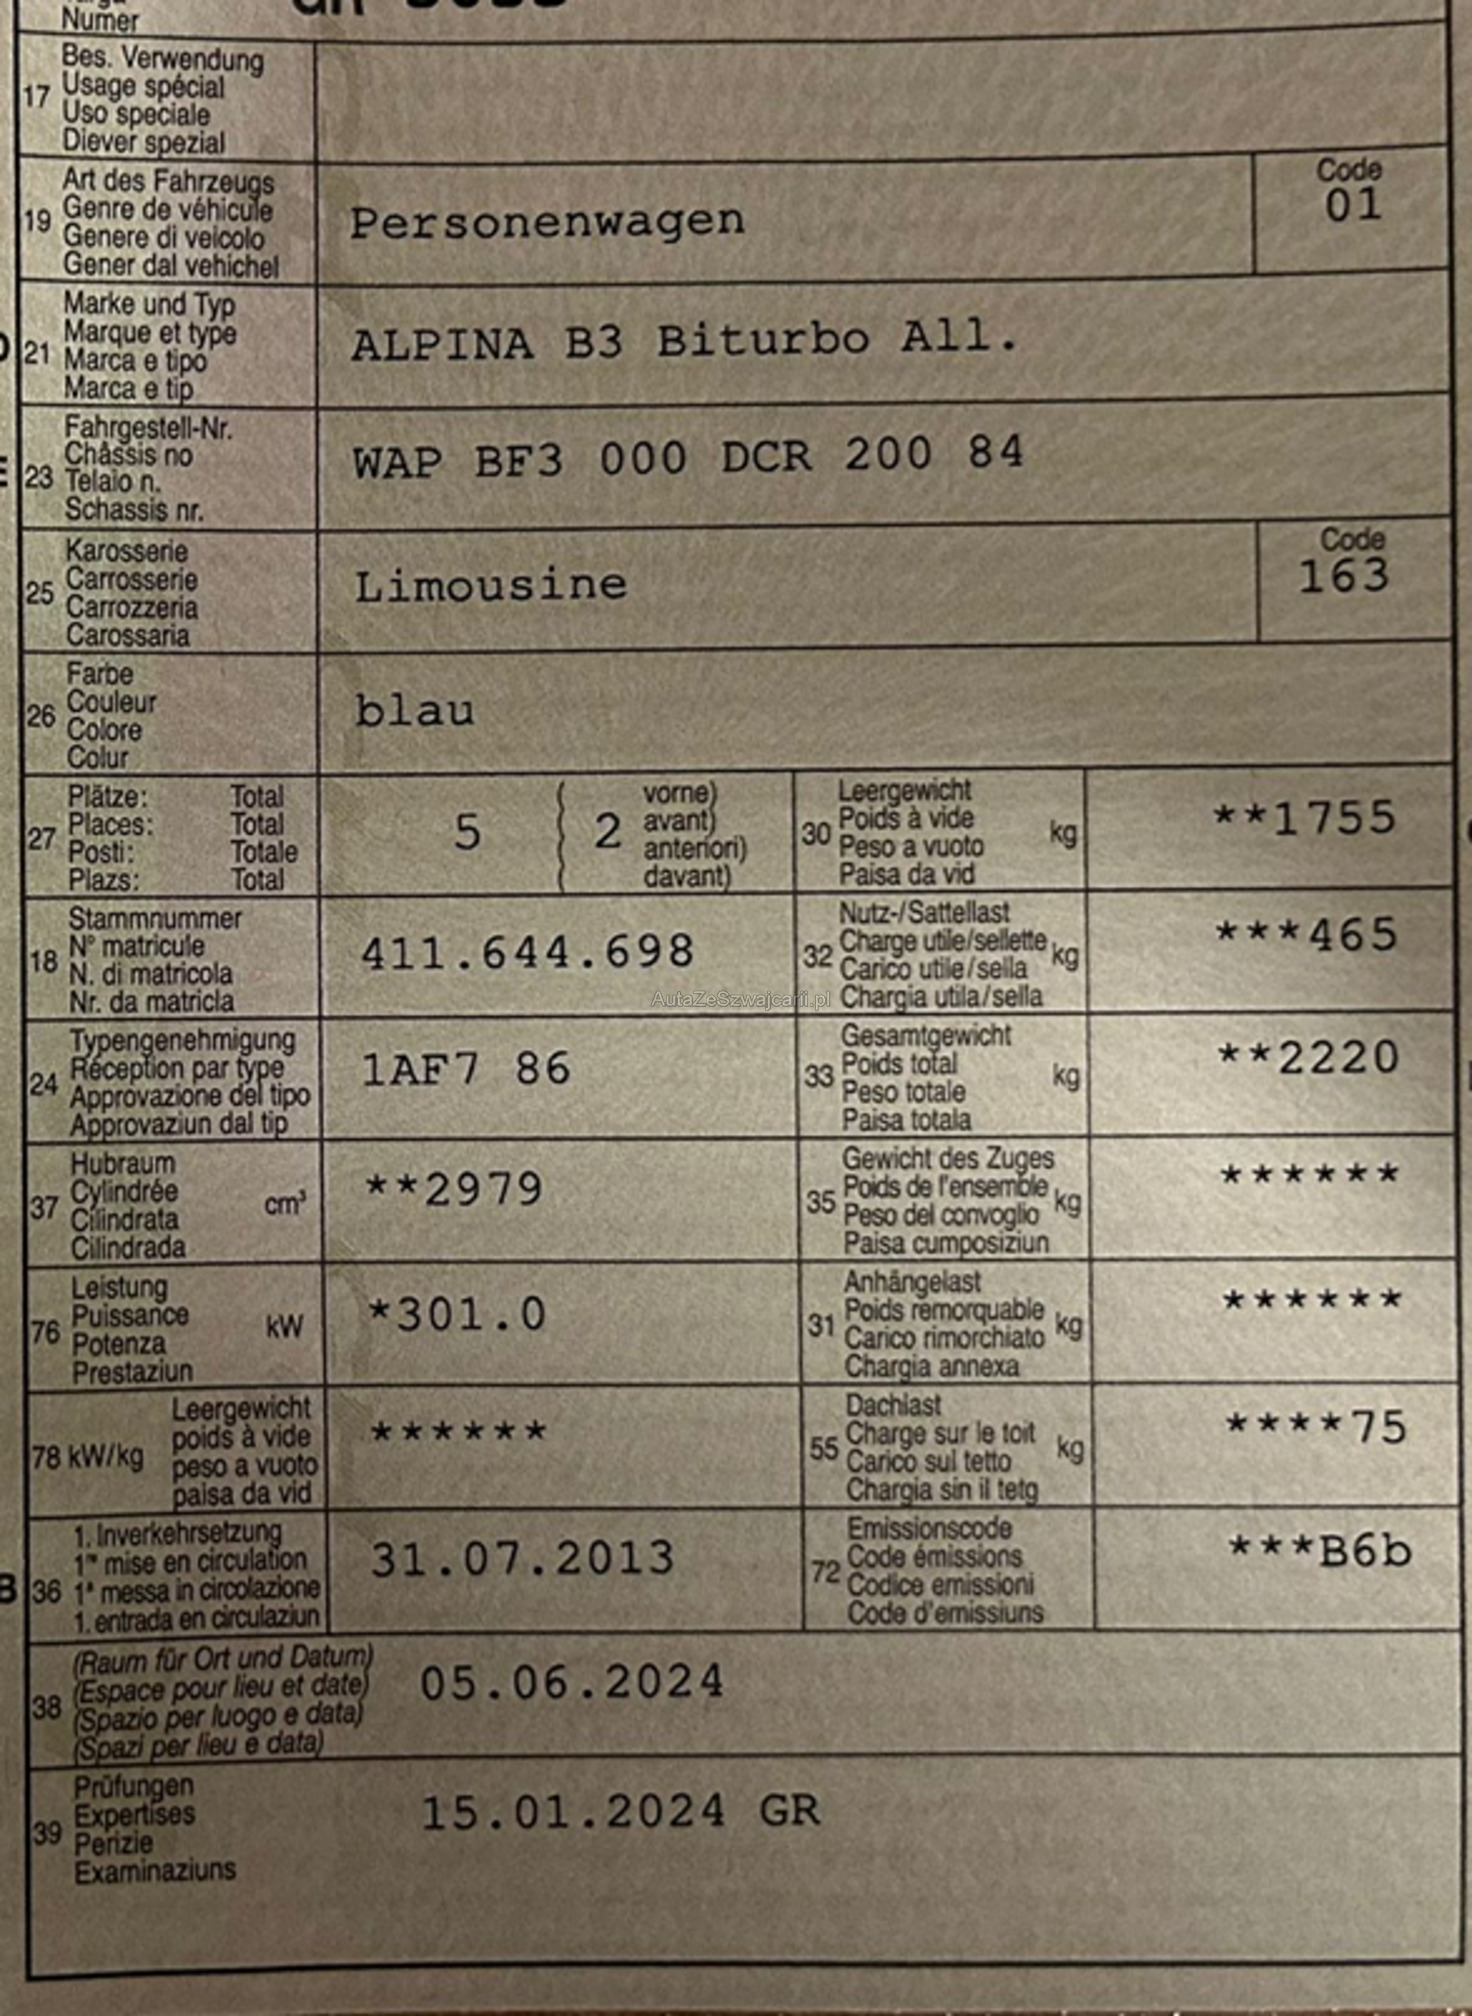 Numer
17 Bes. Verwendung
Usage spécial
Uso speciale
Diever spezial
19 Art des Fahrzeugs
Genre de véhicule
Genere di veicolo
Gener dal vehichel
Personenwagen
Code
01
21 Marke und Typ
Marque et type
Marca e tipo
Marca e tip
ALPINA B3 Biturbo All.
23 Fahrgestell-Nr.
Châssis no
Telaio n.
Schassis nr.
WAP BF3 000 DCR 200 84
25 Karosserie
Carrosserie
Carrozzeria
Carossaria
Limousine
Code
163
26 Farbe
Couleur
Colore
Colur
blau
27 Plätze: Total
Places: Total
Posti: Totale
Plazs: Total
5 ( 2 vorne)
avant)
anteriori)
davant)
30 Leergewicht
Poids à vide
Peso a vuoto
Paisa da vid
kg
**1755
18 Stammnummer
N° matricule
N. di matricola
Nr. da matricla
411.644.698
32 Nutz-/Sattellast
Charge utile/sellette
Carico utile/sella
Chargia utila/sella
kg
***465
AutaZeSzwajcarii.pl
24 Typengenehmigung
Réception par type
Approvazione del tipo
Approvaziun dal tip
1AF7 86
33 Gesamtgewicht
Poids total
Peso totale
Paisa totala
kg
**2220
37 Hubraum
Cylindrée
Cilindrata
Cilindrada
cm³
**2979
35 Gewicht des Zuges
Poids de l'ensemble
Peso del convoglio
Paisa cumposiziun
kg
******
76 Leistung
Puissance
Potenza
Prestaziun
kW
*301.0
31 Anhängelast
Poids remorquable
Carico rimorchiato
Chargia annexa
kg
******
78 kW/kg
Leergewicht
poids à vide
peso a vuoto
paisa da vid
******
55 Dachlast
Charge sur le toit
Carico sul tetto
Chargia sin il tetg
kg
****75
B 36 1. Inverkehrsetzung
1re mise en circulation
1a messa in circolazione
1. entrada en circulaziun
31.07.2013
72 Emissionscode
Code émissions
Codice emissioni
Code d'emissiuns
***B6b
38 (Raum für Ort und Datum)
(Espace pour lieu et date)
(Spazio per luogo e data)
(Spazi per lieu e data)
05.06.2024
39 Prüfungen
Expertises
Perizie
Examinaziuns
15.01.2024 GR